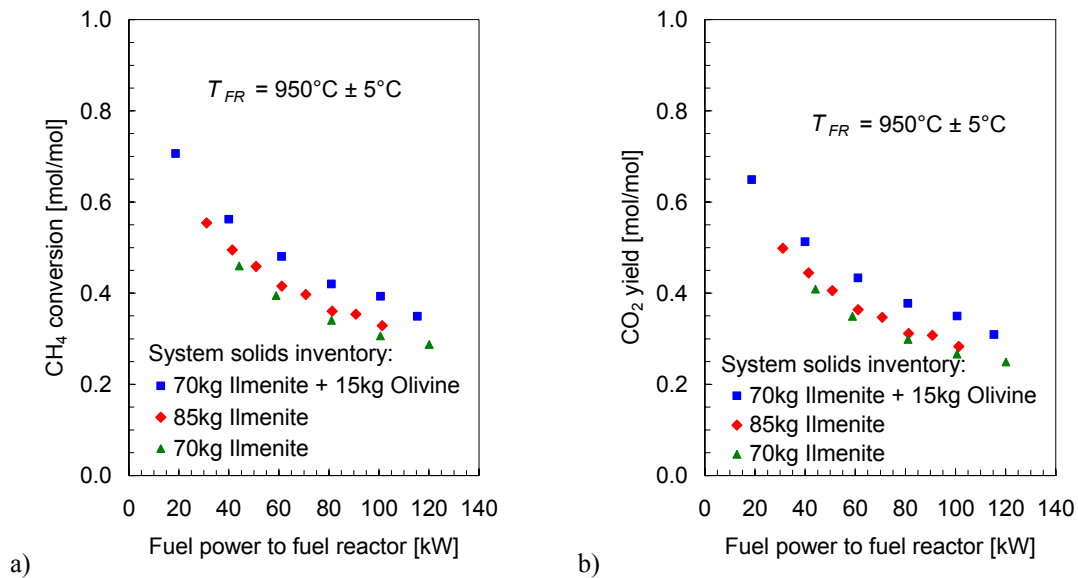 1.0
0.8
0.6
0.4
0.2
0.0
CH₄ conversion [mol/mol]
T FR = 950°C ± 5°C
System solids inventory:
70kg Ilmenite + 15kg Olivine
85kg Ilmenite
70kg Ilmenite
0 20 40 60 80 100 120 140
Fuel power to fuel reactor [kW]
a)
1.0
0.8
0.6
0.4
0.2
0.0
CO₂ yield [mol/mol]
T FR = 950°C ± 5°C
System solids inventory:
70kg Ilmenite + 15kg Olivine
85kg Ilmenite
70kg Ilmenite
0 20 40 60 80 100 120 140
Fuel power to fuel reactor [kW]
b)